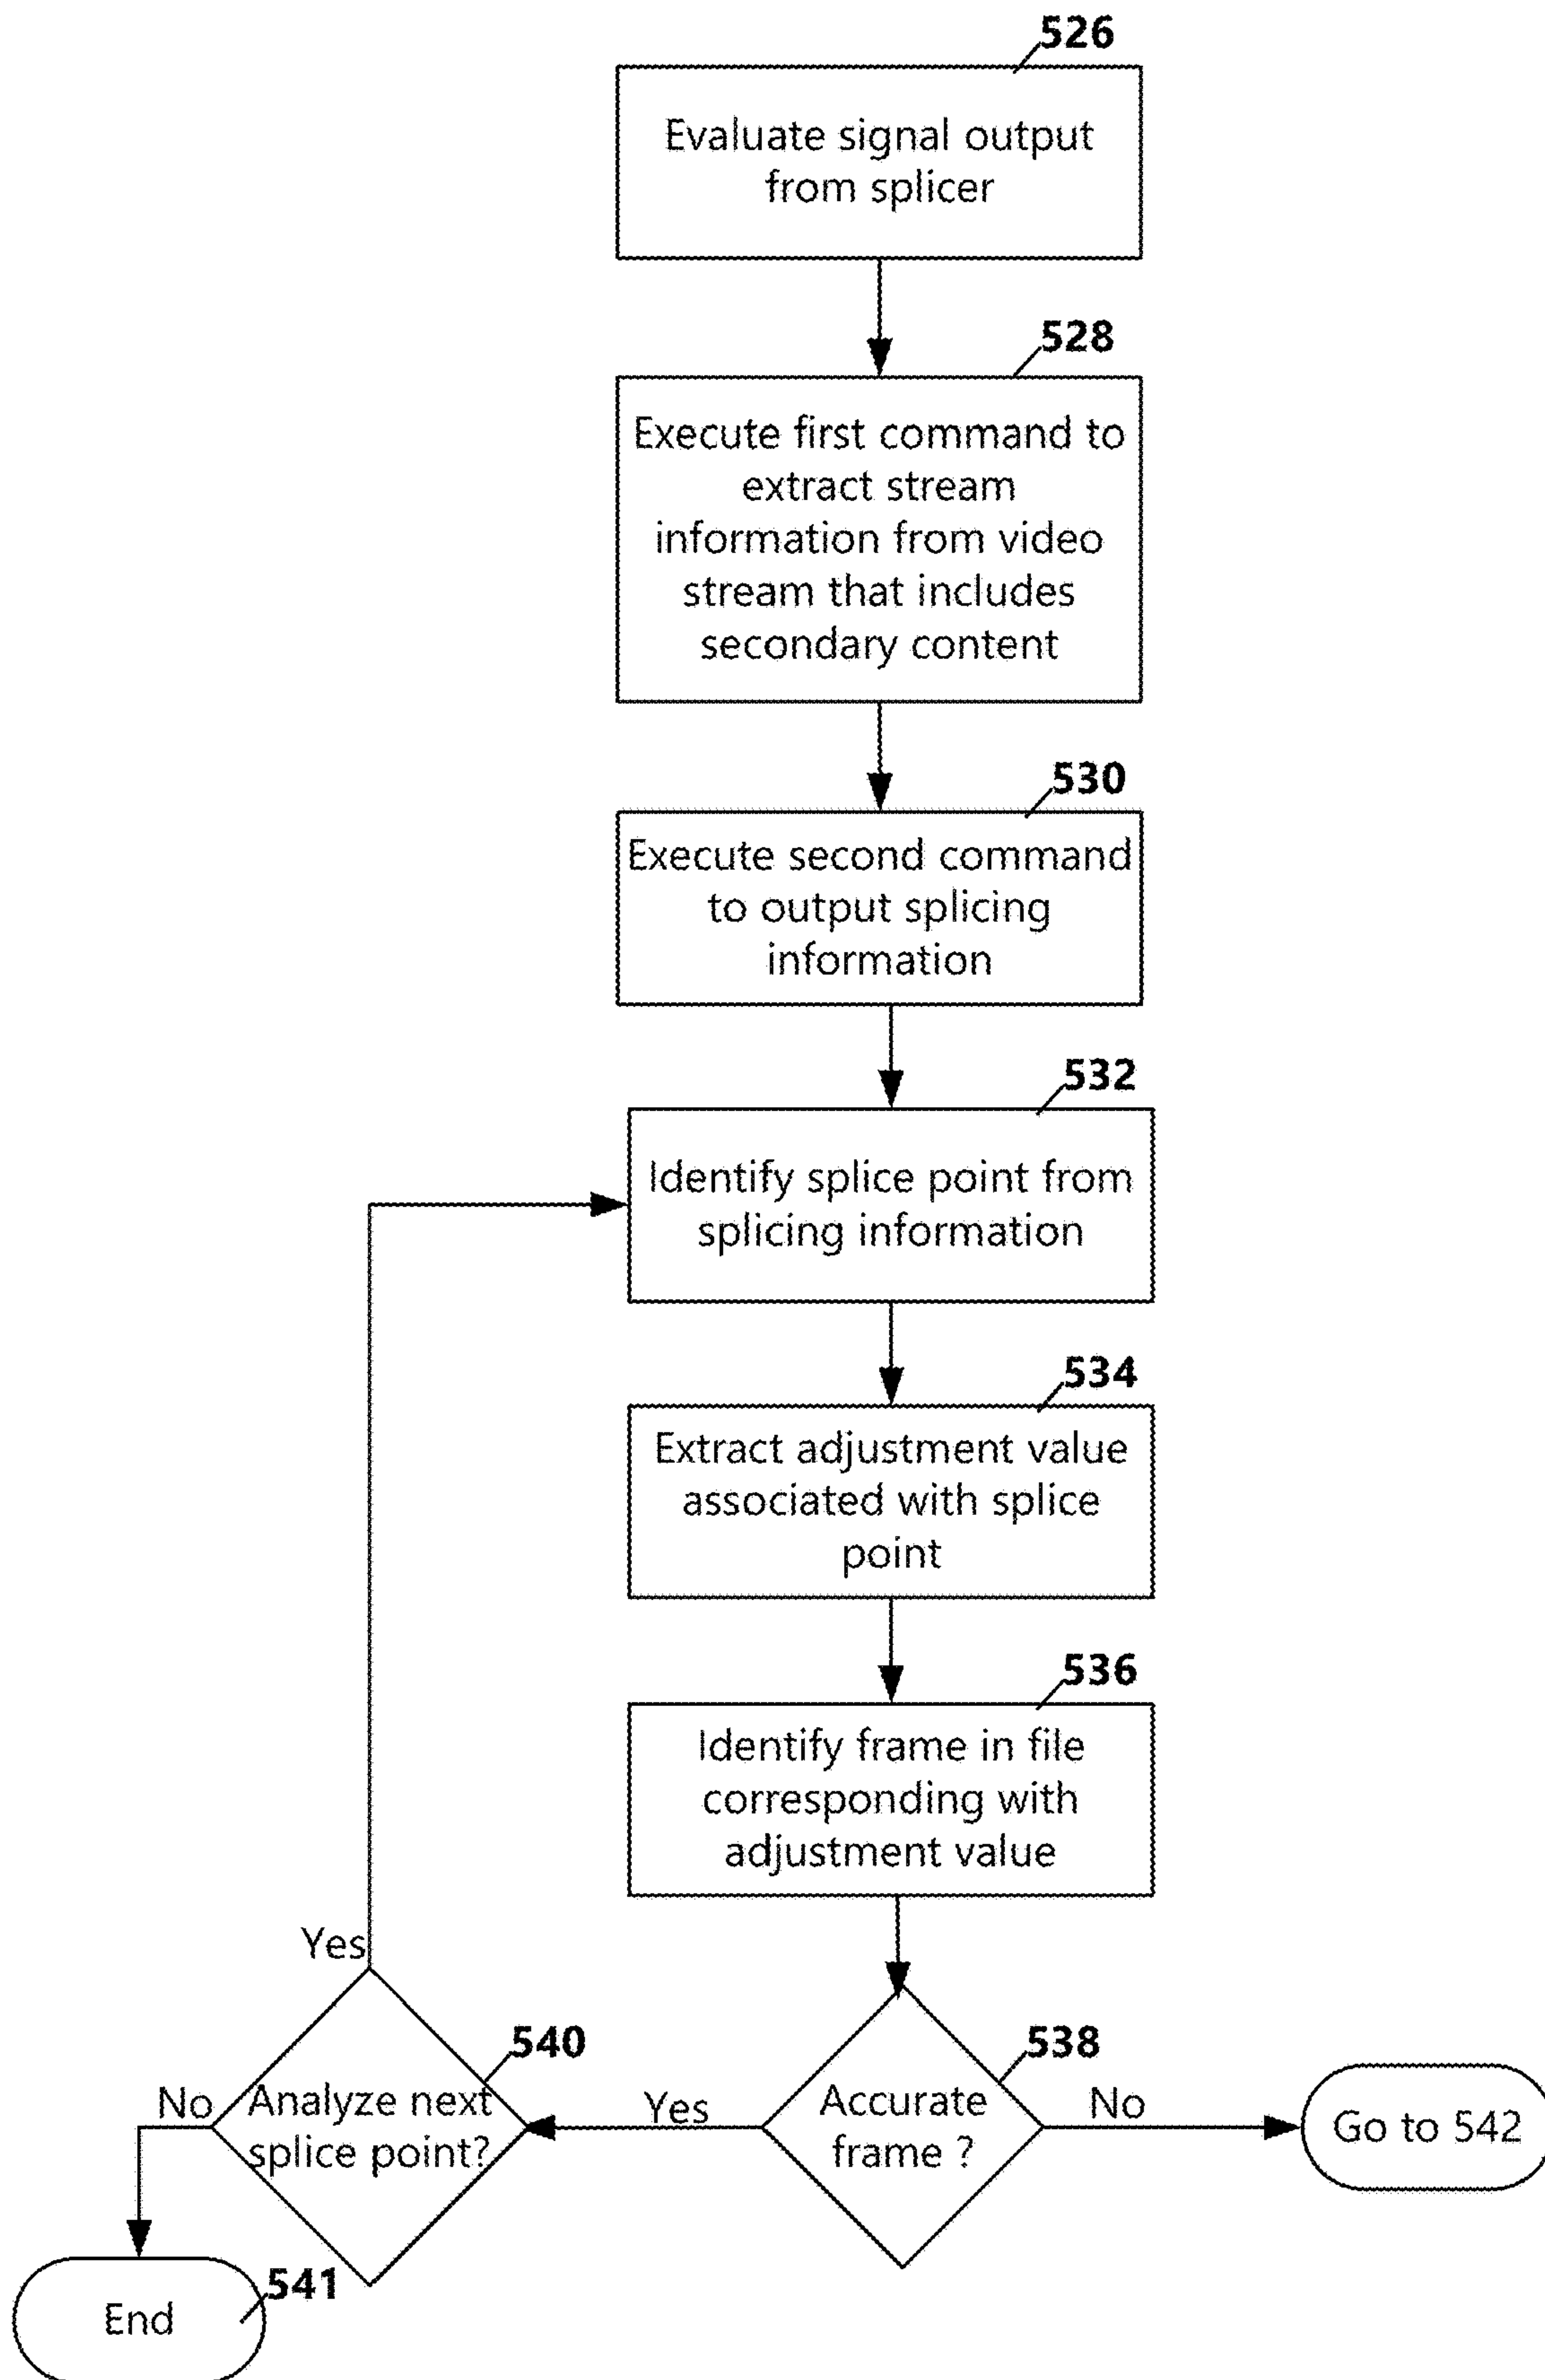 526
Evaluate signal output
from splicer
528
Execute first command to
extract stream
information from video
stream that includes
secondary content
530
Execute second command
to output splicing
information
532
Identify splice point from
splicing information
534
Extract adjustment value
associated with splice
point
536
Identify frame in file
corresponding with
adjustment value
Yes
540
538
No
Analyze next
splice point?
Yes
Accurate
frame ?
No
Go to 542
541
End